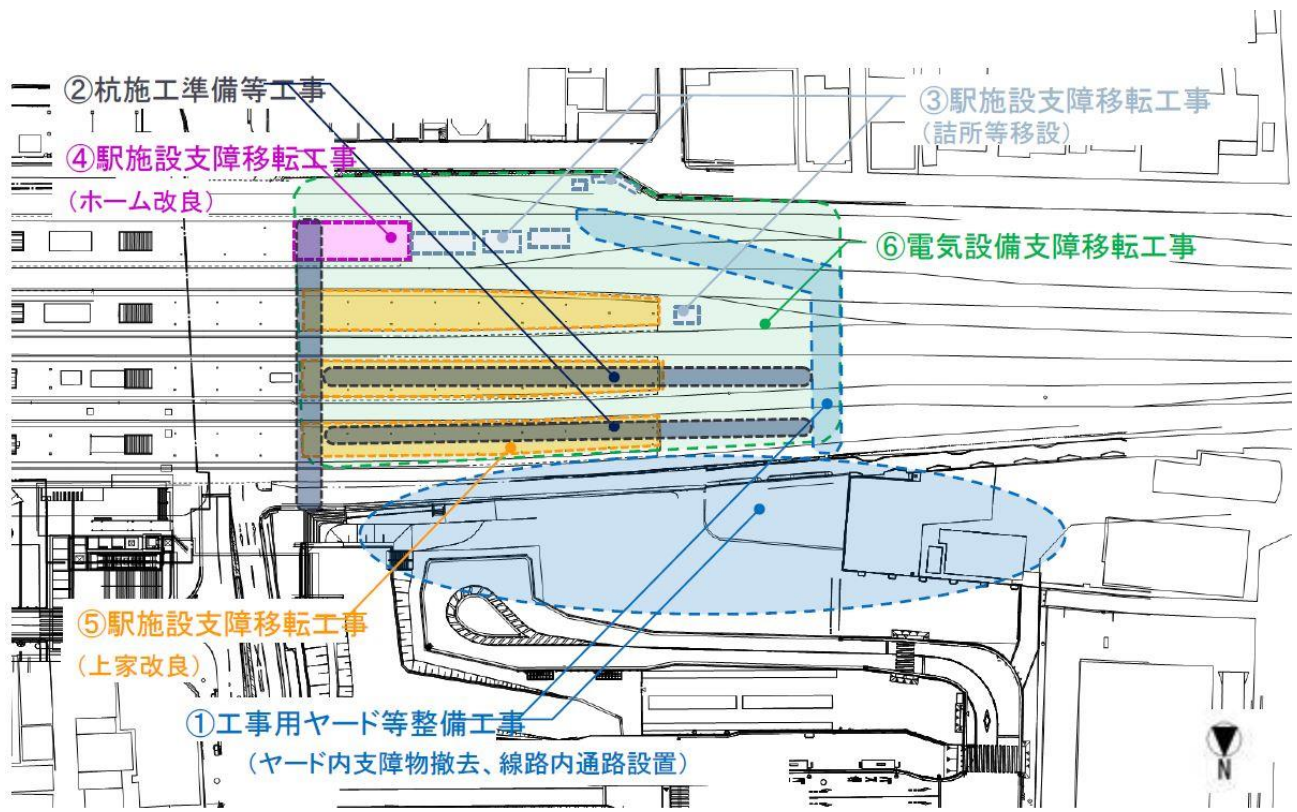 ②杭施工準備等工事
③駅施設支障移転工事
（詰所等移設）
④駅施設支障移転工事
（ホーム改良）
⑥電気設備支障移転工事
⑤駅施設支障移転工事
（上家改良）
①工事用ヤード等整備工事
（ヤード内支障物撤去、線路内通路設置）
N